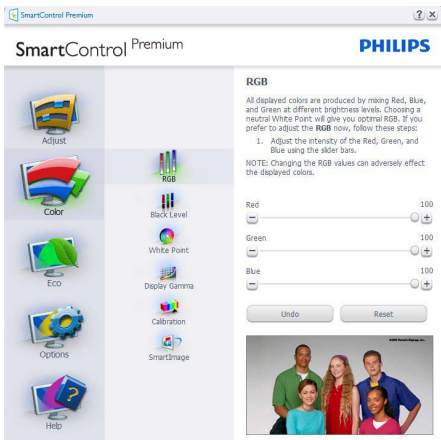 SmartControl Premium
? ×
SmartControl Premium
PHILIPS
Adjust
Color
Eco
Options
Help
RGB
Black Level
White Point
Display Gamma
Calibration
SmartImage
RGB
All displayed colors are produced by mixing Red, Blue,
and Green at different brightness levels. Choosing a
neutral White Point will give you optimal RGB. If you
prefer to adjust the RGB now, follow these steps:
1. Adjust the intensity of the Red, Green, and
Blue using the slider bars.
NOTE: Changing the RGB values can adversely effect
the displayed colors.
Red 100
Green 100
Blue 100
Undo Reset